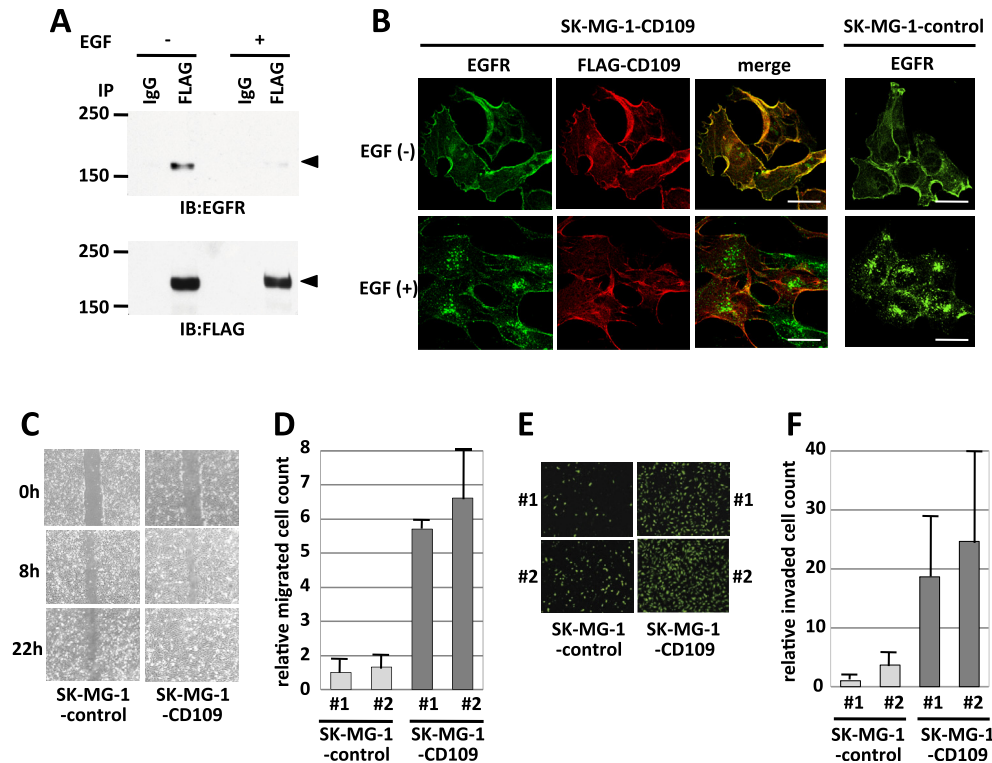 A
EGF - +
IP IgG FLAG IgG FLAG
250
150
IB:EGFR
250
150
IB:FLAG
B
SK-MG-1-CD109 SK-MG-1-control
EGFR FLAG-CD109 merge EGFR
EGF (-)
EGF (+)
C
0h
8h
22h
SK-MG-1 -control
SK-MG-1 -CD109
D
relative migrated cell count
8
7
6
5
4
3
2
2
0
#1 #2 #1 #2
SK-MG-1 -control
SK-MG-1 -CD109
E
#1 #1
#2 #2
SK-MG-1 -control
SK-MG-1 -CD109
F
relative invaded cell count
40
30
20
10
0
#1 #2 #1 #2
SK-MG-1 -control
SK-MG-1 -CD109